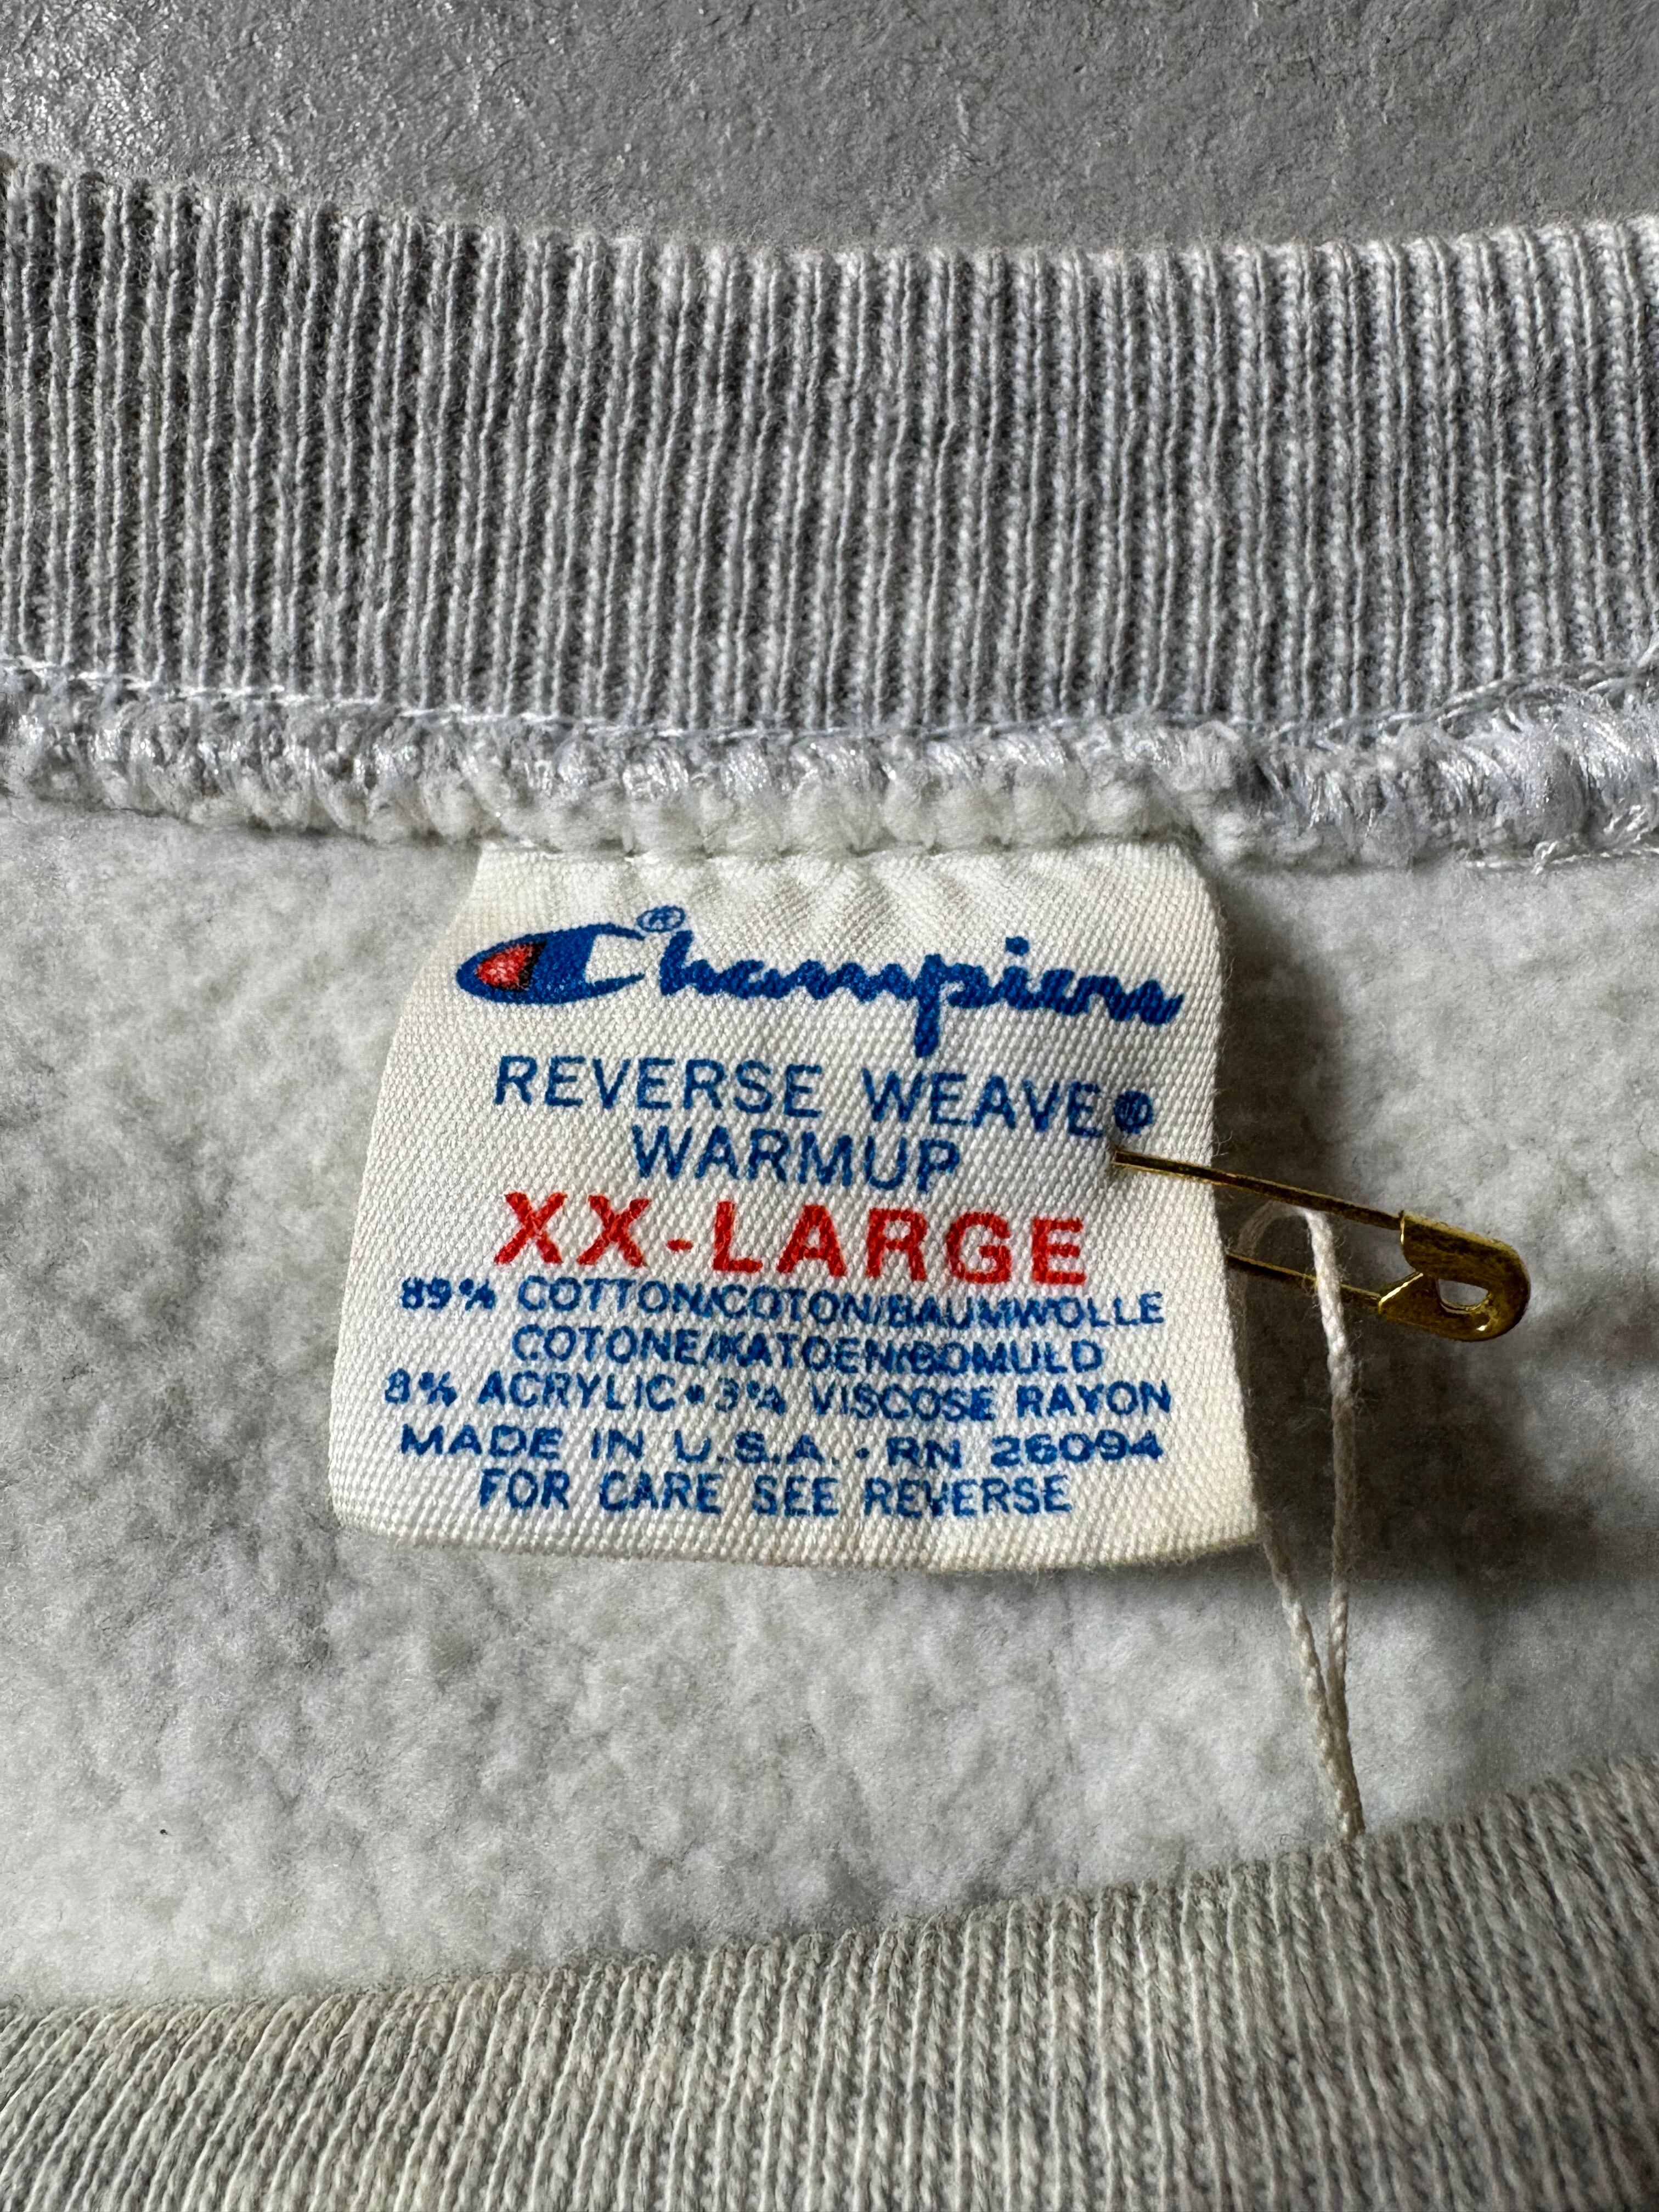 Champion®
REVERSE WEAVE®
WARMUP
XX-LARGE
89% COTTON/COTON/BAUMWOLLE
COTONE/KATOEN/BOMULD
8% ACRYLIC • 3% VISCOSE RAYON
MADE IN U.S.A. • RN 26094
FOR CARE SEE REVERSE